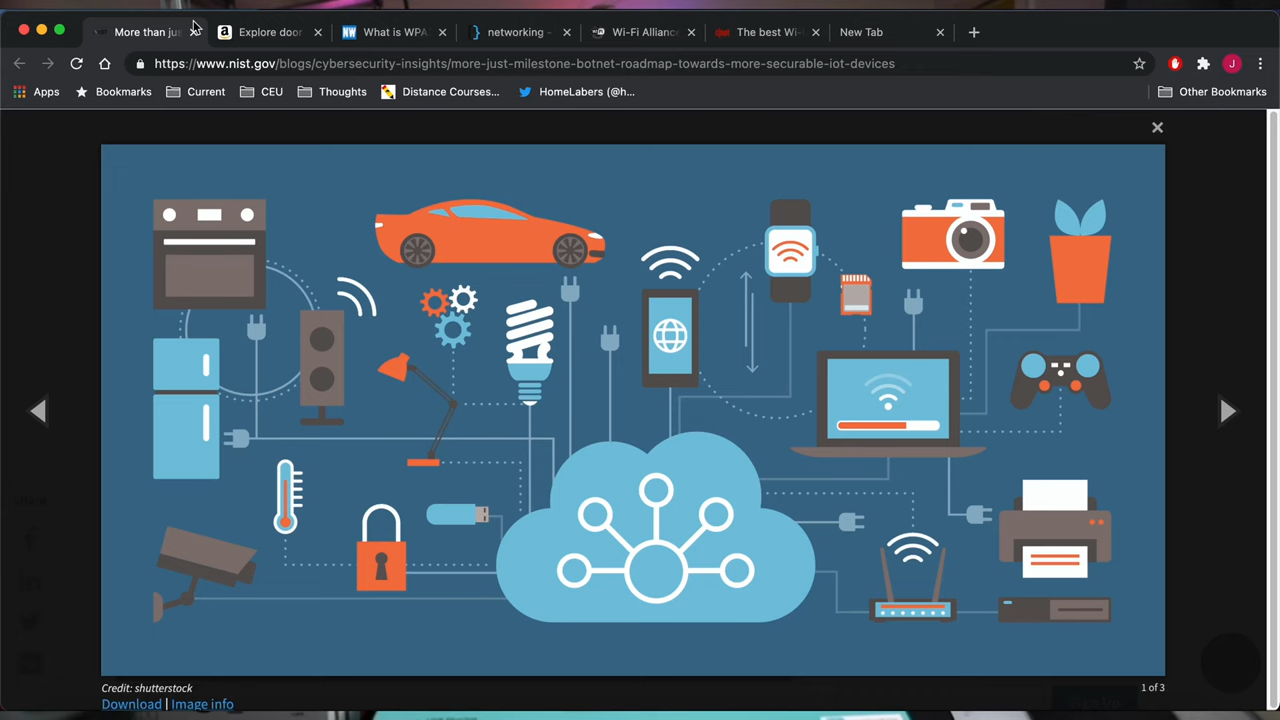 More than jus
Explore door
What is WPA
networking -
Wi-Fi Alliance
The best Wi-
New Tab
https://www.nist.gov/blogs/cybersecurity-insights/more-just-milestone-botnet-roadmap-towards-more-securable-iot-devices
J
Apps
Bookmarks
Current
CEU
Thoughts
Distance Courses...
HomeLabers (@h...
Other Bookmarks
Credit: shutterstock
1 of 3
Download | Image info